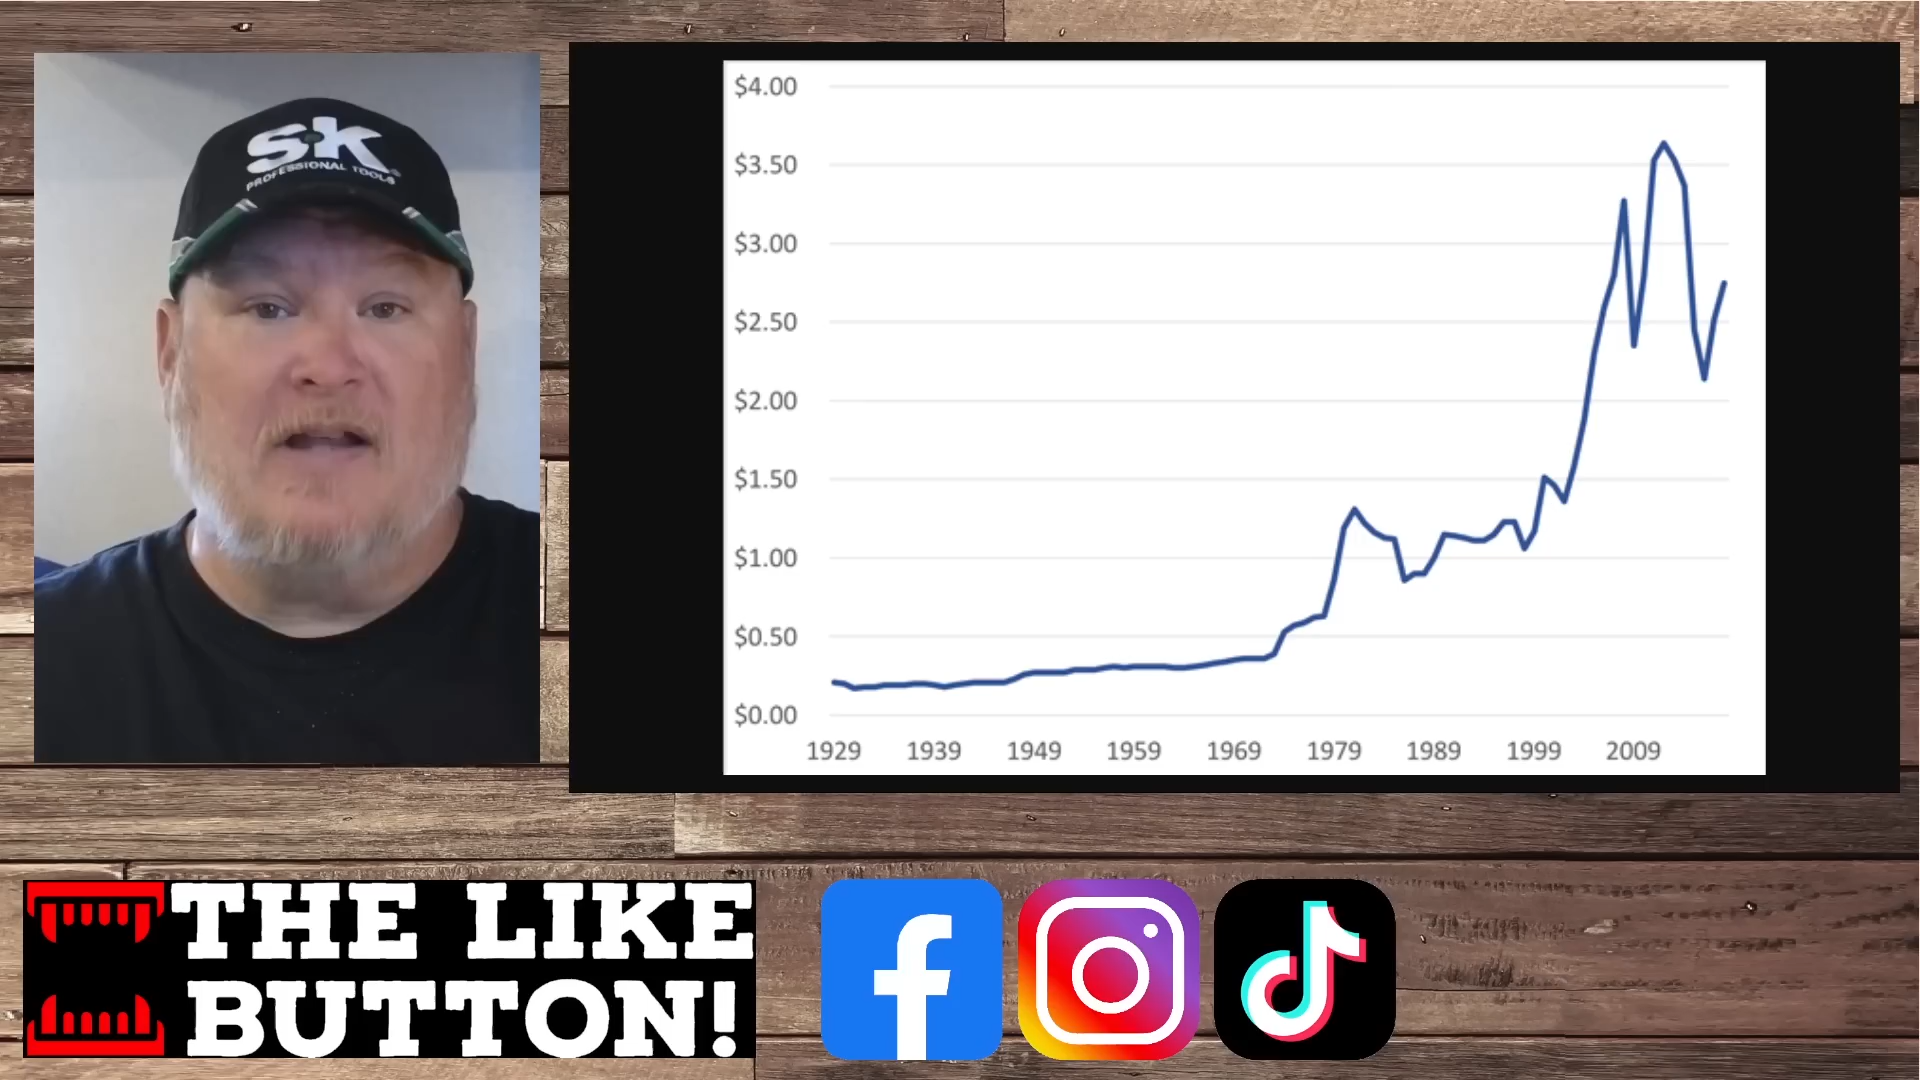 S·K
PROFESSIONAL TOOLS
$4.00
$3.50
$3.00
$2.50
$2.00
$1.50
$1.00
$0.50
$0.00
1929 1939 1949 1959 1969 1979 1989 1999 2009
THE LIKE
BUTTON!